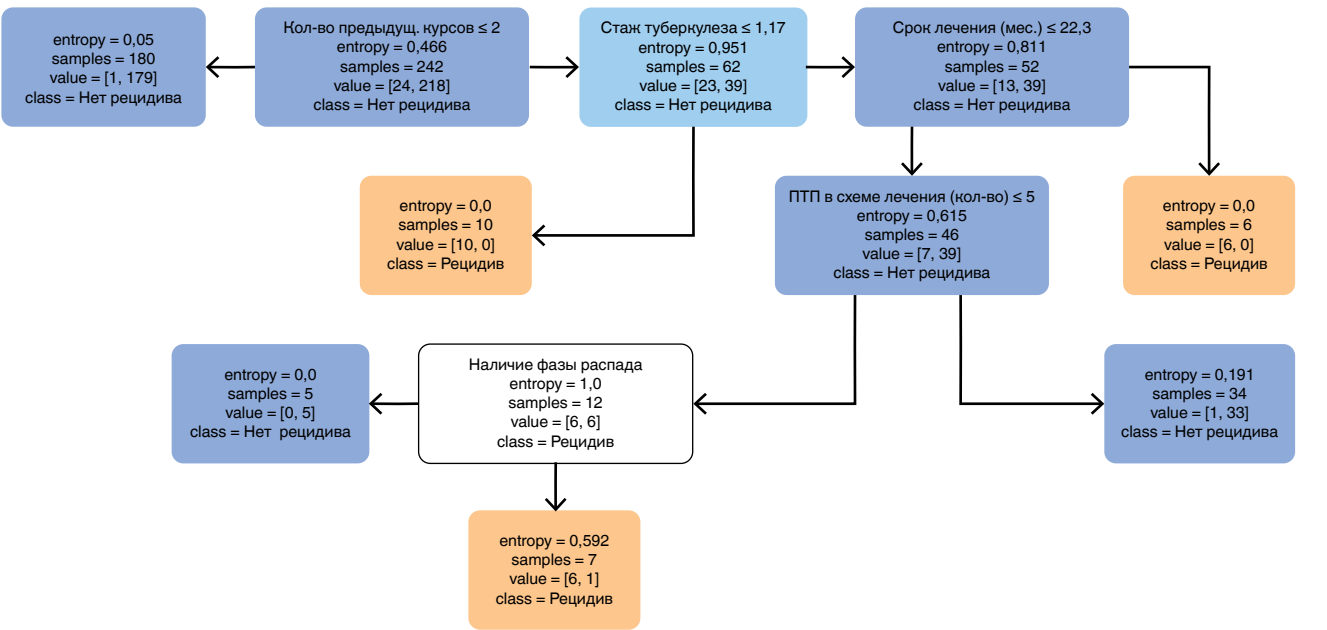 entropy = 0,05
samples = 180
value = [1, 179]
class = Нет рецидива
Кол-во предыдущ. курсов ≤ 2
entropy = 0,466
samples = 242
value = [24, 218]
class = Нет рецидива
Стаж туберкулеза ≤ 1,17
entropy = 0,951
samples = 62
value = [23, 39]
class = Нет рецидива
Срок лечения (мес.) ≤ 22,3
entropy = 0,811
samples = 52
value = [13, 39]
class = Нет рецидива
entropy = 0,0
samples = 10
value = [10, 0]
class = Рецидив
ПТП в схеме лечения (кол-во) ≤ 5
entropy = 0,615
samples = 46
value = [7, 39]
class = Нет рецидива
entropy = 0,0
samples = 6
value = [6, 0]
class = Рецидив
entropy = 0,0
samples = 5
value = [0, 5]
class = Нет рецидива
Наличие фазы распада
entropy = 1,0
samples = 12
value = [6, 6]
class = Рецидив
entropy = 0,191
samples = 34
value = [1, 33]
class = Нет рецидива
entropy = 0,592
samples = 7
value = [6, 1]
class = Рецидив